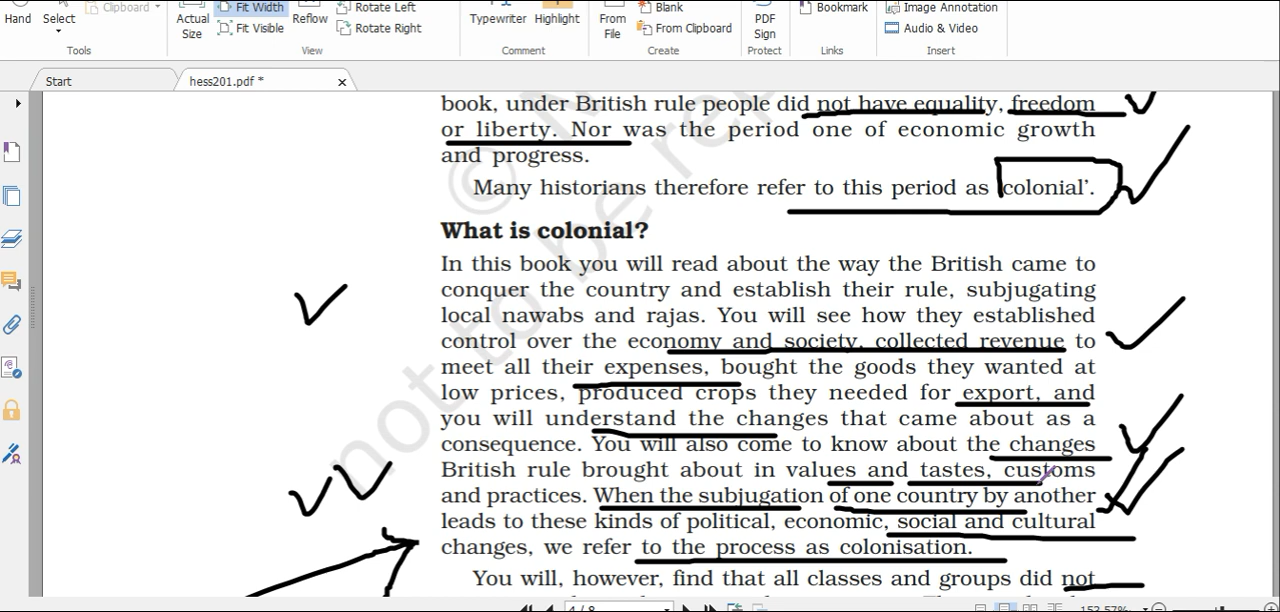 Hand
Select
Clipboard
Actual Size
Fit Width
Fit Visible
Reflow
Rotate Left
Rotate Right
Typewriter
Highlight
From File
Blank
From Clipboard
PDF Sign
Bookmark
Image Annotation
Audio & Video
Tools
View
Comment
Create
Protect
Links
Insert
Start
hess201.pdf *
book, under British rule people did not have equality, freedom
or liberty. Nor was the period one of economic growth
and progress.
Many historians therefore refer to this period as colonial’.
What is colonial?
In this book you will read about the way the British came to
conquer the country and establish their rule, subjugating
local nawabs and rajas. You will see how they established
control over the economy and society, collected revenue to
meet all their expenses, bought the goods they wanted at
low prices, produced crops they needed for export, and
you will understand the changes that came about as a
consequence. You will also come to know about the changes
British rule brought about in values and tastes, customs
and practices. When the subjugation of one country by another
leads to these kinds of political, economic, social and cultural
changes, we refer to the process as colonisation.
You will, however, find that all classes and groups did not
not to be rep
4 / 8
153.57%